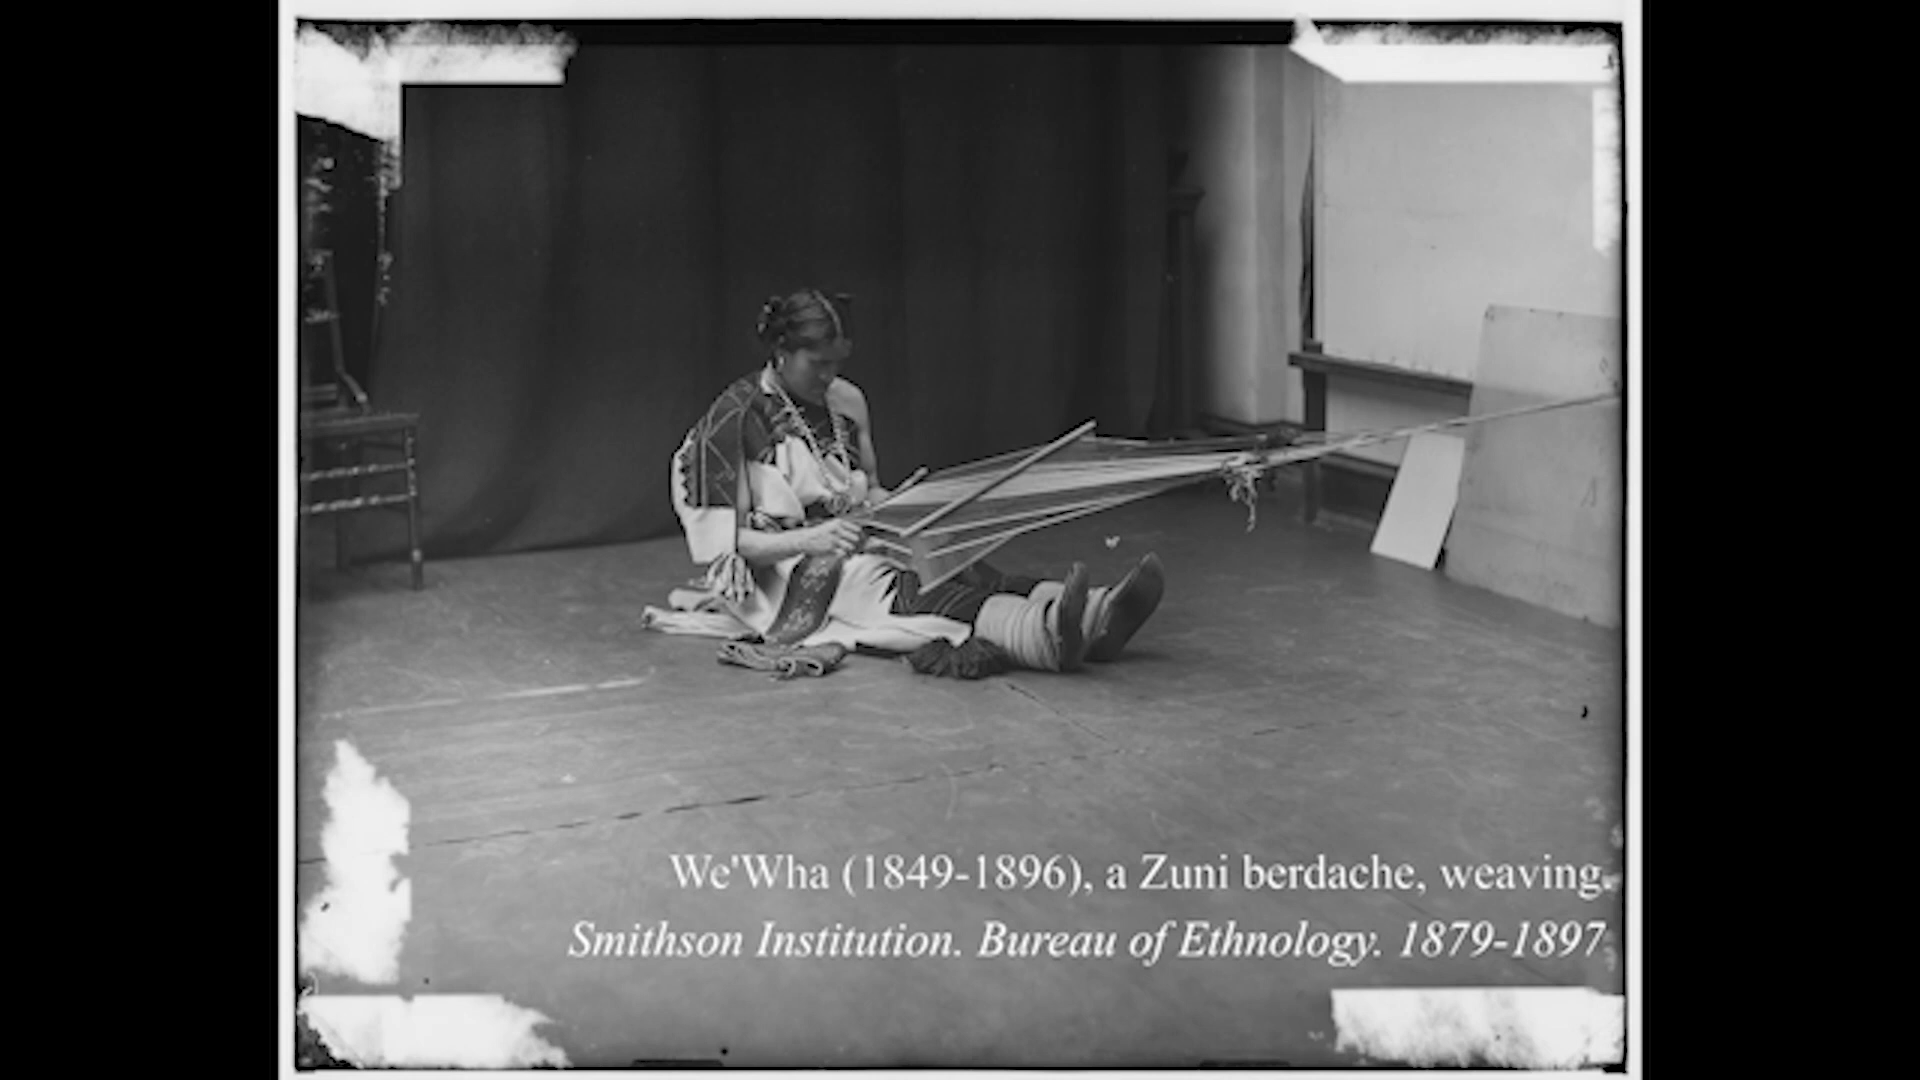 We'Wha (1849-1896), a Zuni berdache, weaving.
Smithson Institution. Bureau of Ethnology. 1879-1897